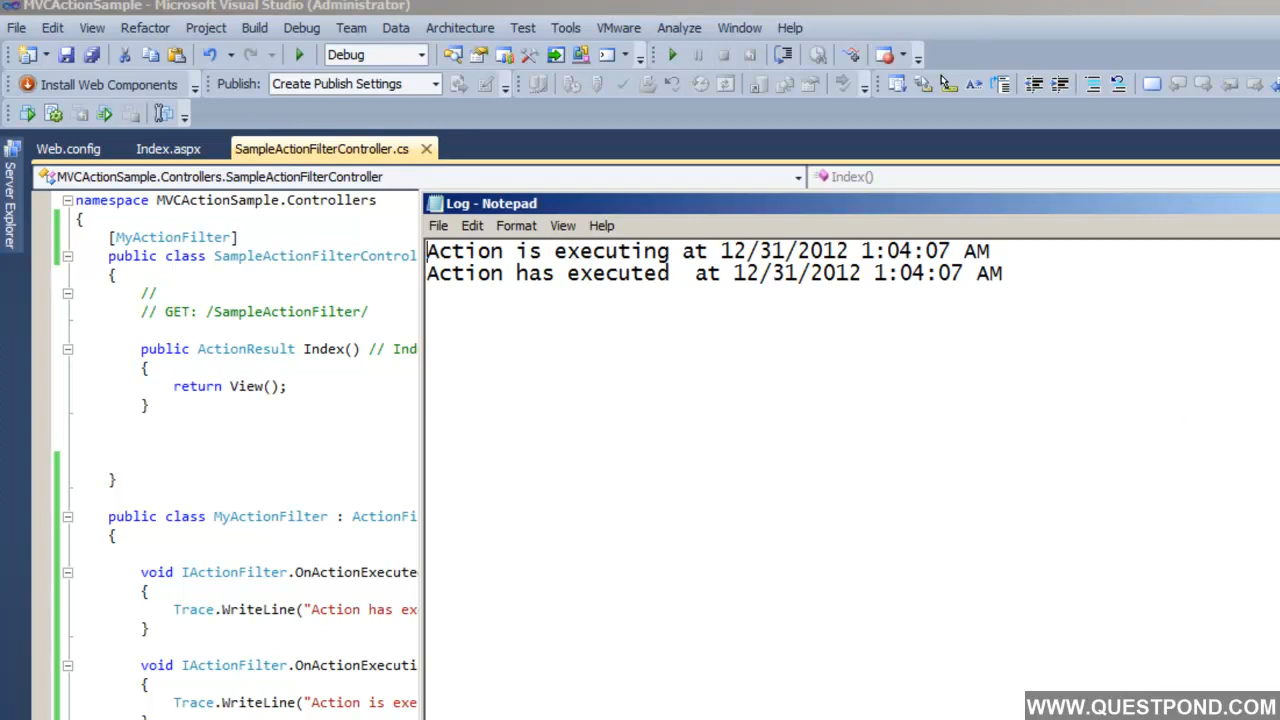 MVCActionSample - Microsoft Visual Studio (Administrator)
File Edit View Refactor Project Build Debug Team Data Architecture Test Tools VMware Analyze Window Help
Debug
Install Web Components Publish: Create Publish Settings
Web.config Index.aspx SampleActionFilterController.cs
Server Explorer
MVCActionSample.Controllers.SampleActionFilterController Index()
namespace MVCActionSample.Controllers
{
[MyActionFilter]
public class SampleActionFilterControl
{
//
// GET: /SampleActionFilter/
public ActionResult Index() // Ind
{
return View();
}
}
public class MyActionFilter : ActionFi
{
void IActionFilter.OnActionExecute
{
Trace.WriteLine("Action has ex
}
void IActionFilter.OnActionExecuti
{
Trace.WriteLine("Action is exe
Log - Notepad
File Edit Format View Help
Action is executing at 12/31/2012 1:04:07 AM
Action has executed  at 12/31/2012 1:04:07 AM
WWW.QUESTPOND.COM